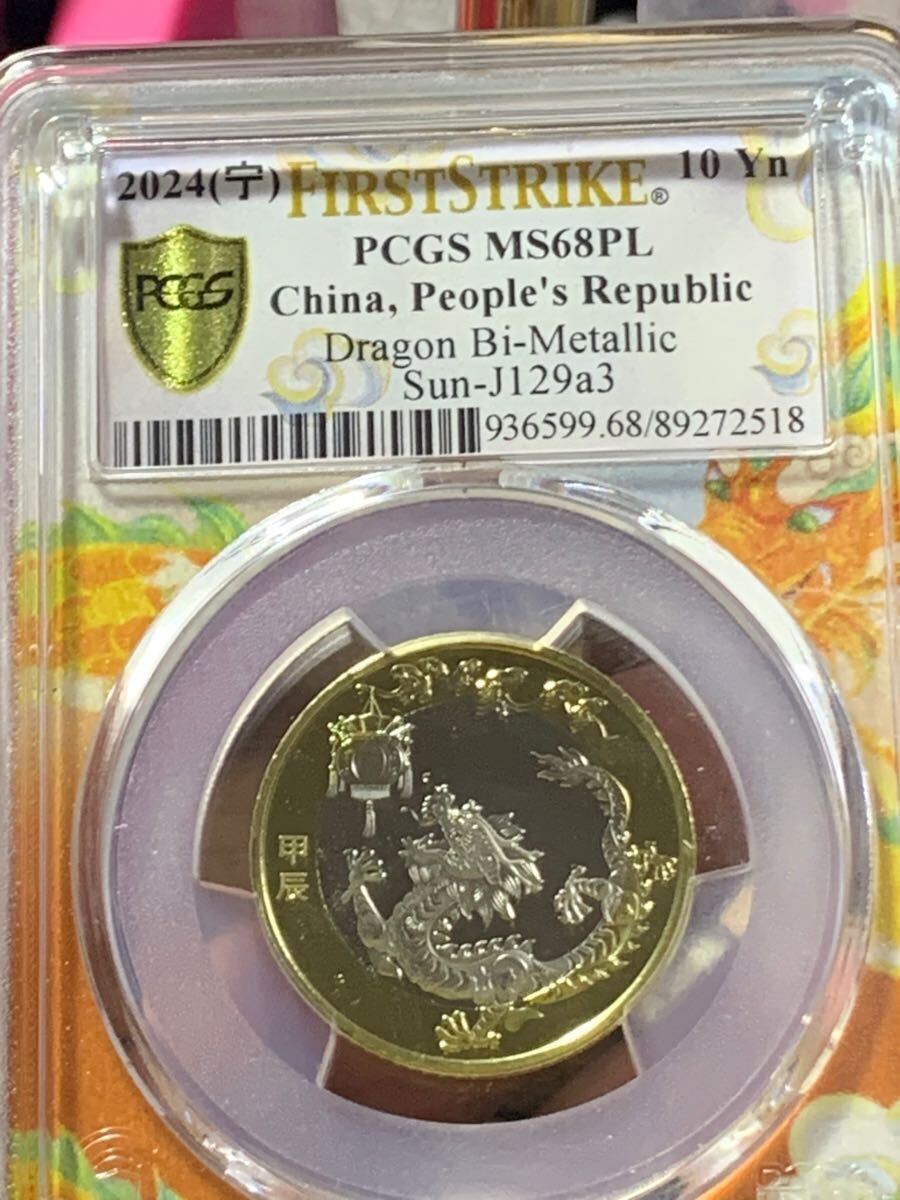 2024(宁) FIRSTSTRIKE® 10 Yn
PCGS MS68PL
PCGS
China, People's Republic
Dragon Bi-Metallic
Sun-J129a3
936599.68/89272518
甲辰